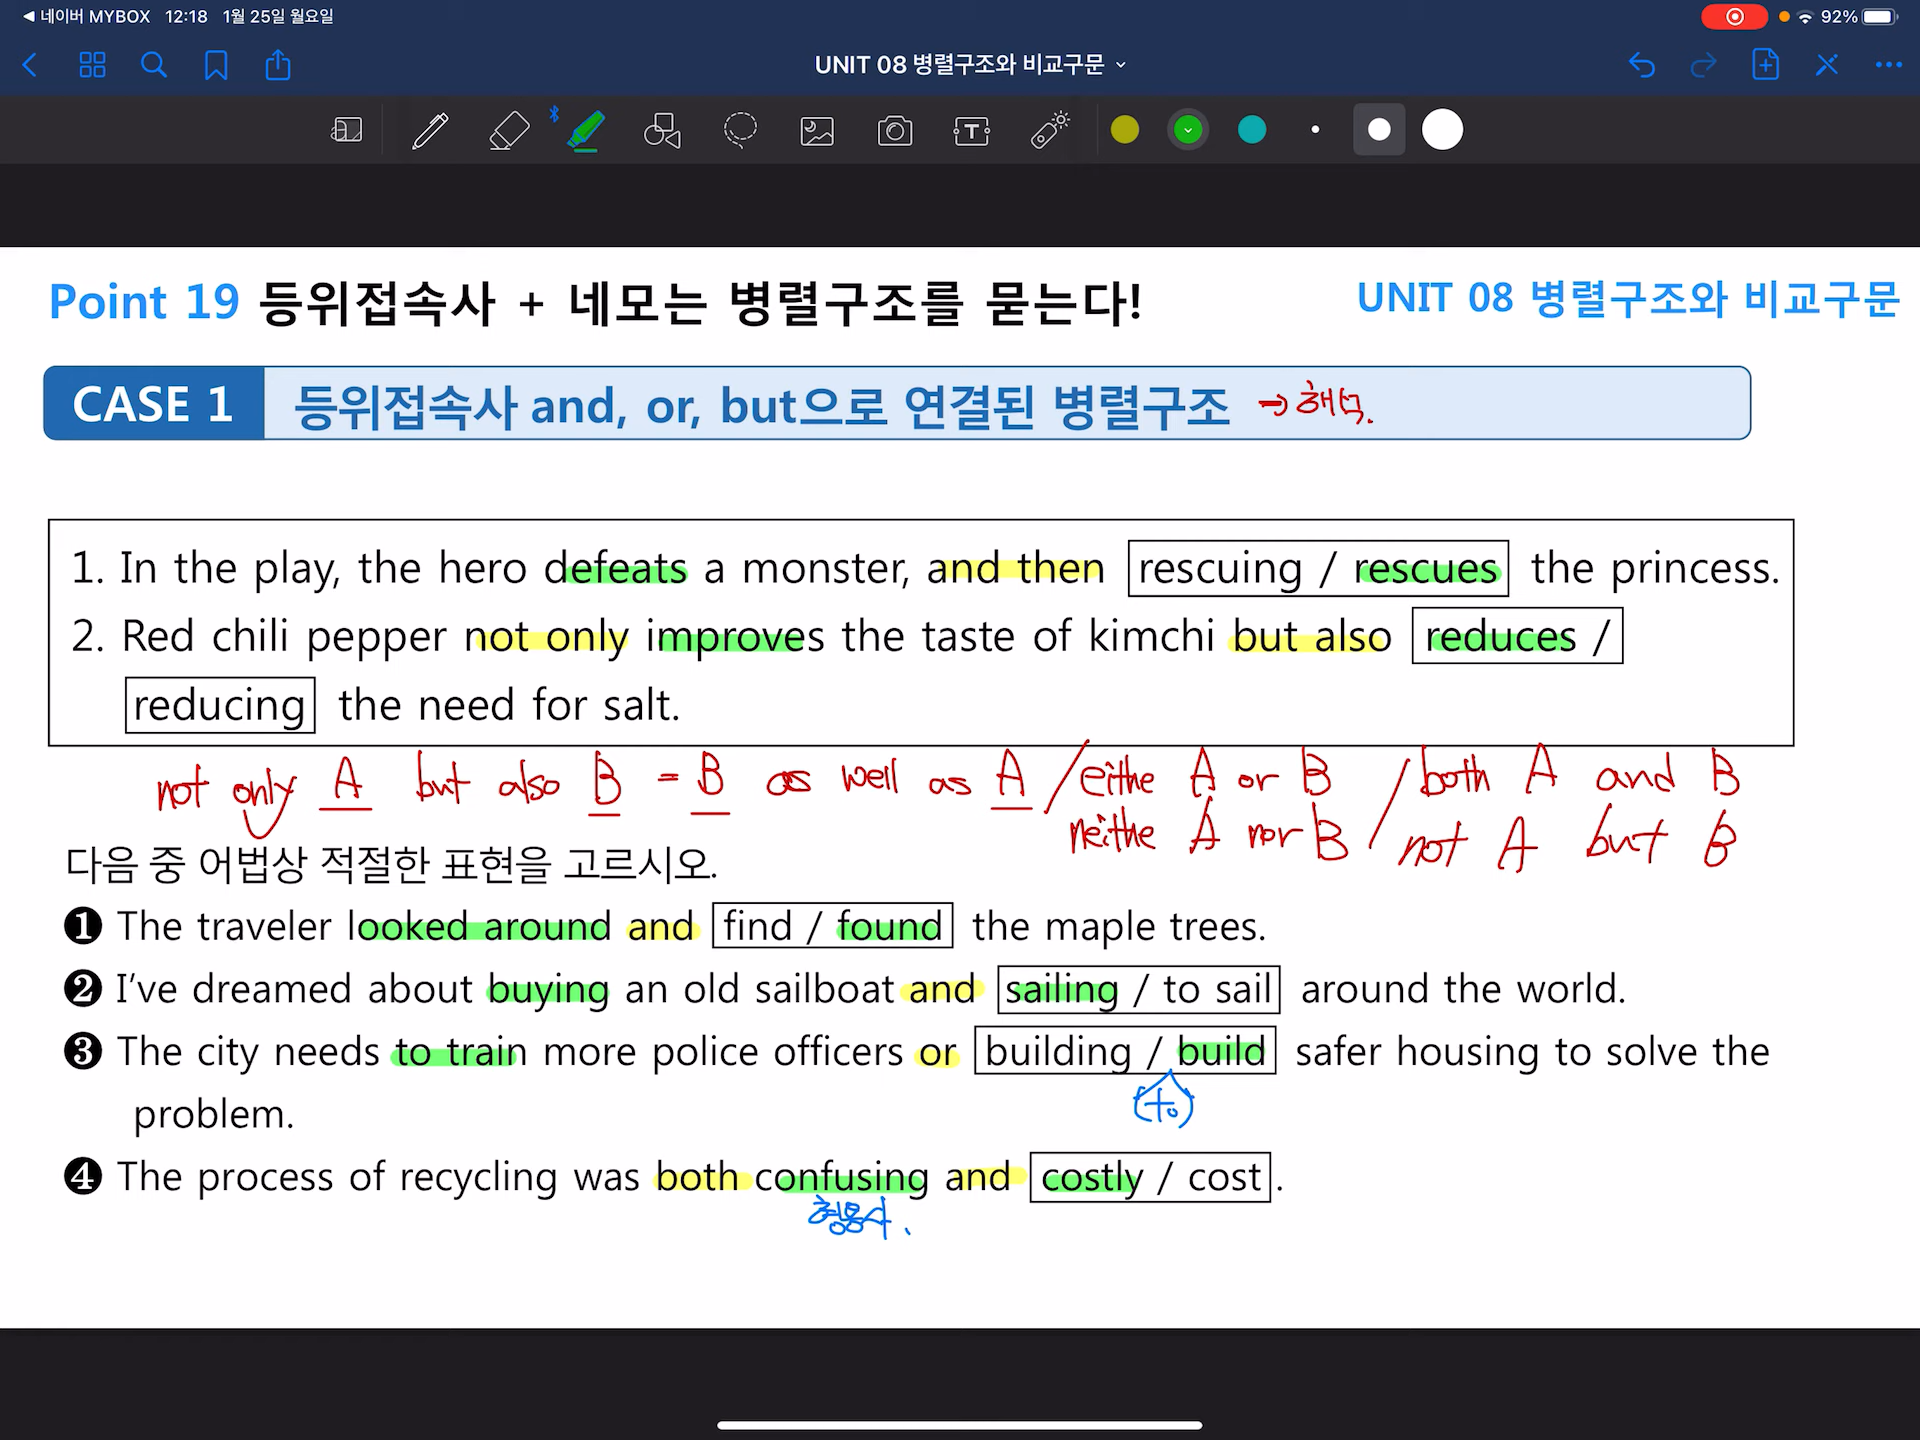 ◀ 네이버 MYBOX 12:18 1월 25일 월요일 92%
UNIT 08 병렬구조와 비교구문
Point 19 등위접속사 + 네모는 병렬구조를 묻는다!
UNIT 08 병렬구조와 비교구문
CASE 1 등위접속사 and, or, but으로 연결된 병렬구조 → 해석.
1. In the play, the hero defeats a monster, and then rescuing / rescues the princess.
2. Red chili pepper not only improves the taste of kimchi but also reduces /
reducing the need for salt.
not only A but also B = B as well as A / eithe A or B / both A and B
neithe A nor B / not A but B
다음 중 어법상 적절한 표현을 고르시오.
❶ The traveler looked around and find / found the maple trees.
❷ I've dreamed about buying an old sailboat and sailing / to sail around the world.
❸ The city needs to train more police officers or building / build safer housing to solve the
(to)
problem.
❹ The process of recycling was both confusing and costly / cost.
형용사.